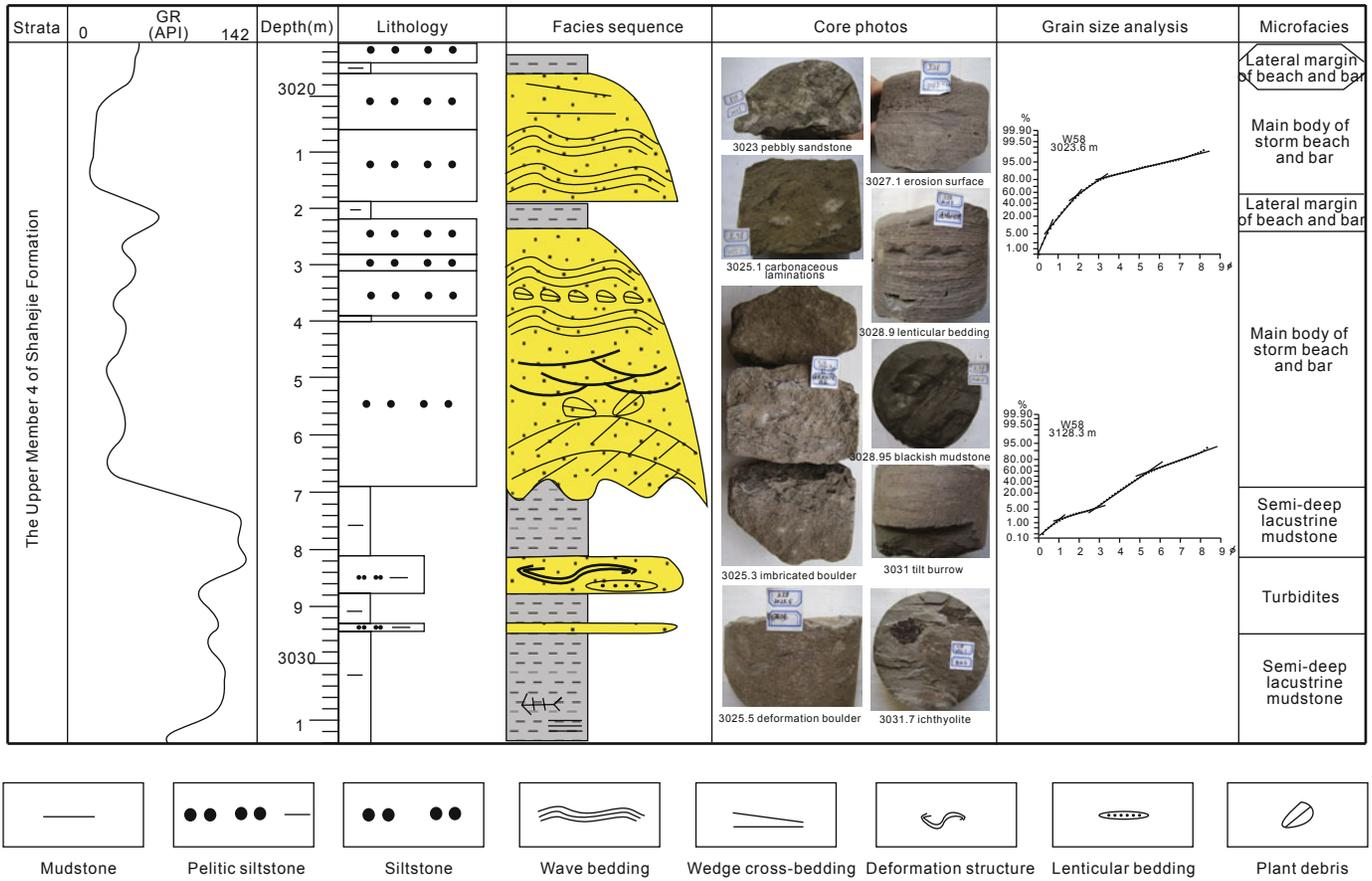 Strata
GR
(API)
0
142
Depth(m)
Lithology
Facies sequence
Core photos
Grain size analysis
Microfacies
The Upper Member 4 of Shahejie Formation
3020
1
2
3
4
5
6
7
8
9
3030
1
3023 pebbly sandstone
3025.1 carbonaceous
laminations
3025.3 imbricated boulder
3025.5 deformation boulder
3027.1 erosion surface
3028.9 lenticular bedding
3028.95 blackish mudstone
3031 tilt burrow
3031.7 ichthyolite
%
99.90
99.50
95.00
80.00
60.00
40.00
20.00
5.00
1.00
W58
3023.6 m
0 1 2 3 4 5 6 7 8 9 ϕ
%
99.90
99.50
95.00
80.00
60.00
40.00
20.00
5.00
1.00
0.10
W58
3128.3 m
0 1 2 3 4 5 6 7 8 9 ϕ
Lateral margin
of beach and bar
Main body of
storm beach
and bar
Lateral margin
of beach and bar
Main body of
storm beach
and bar
Semi-deep
lacustrine
mudstone
Turbidites
Semi-deep
lacustrine
mudstone
Mudstone
Pelitic siltstone
Siltstone
Wave bedding
Wedge cross-bedding
Deformation structure
Lenticular bedding
Plant debris